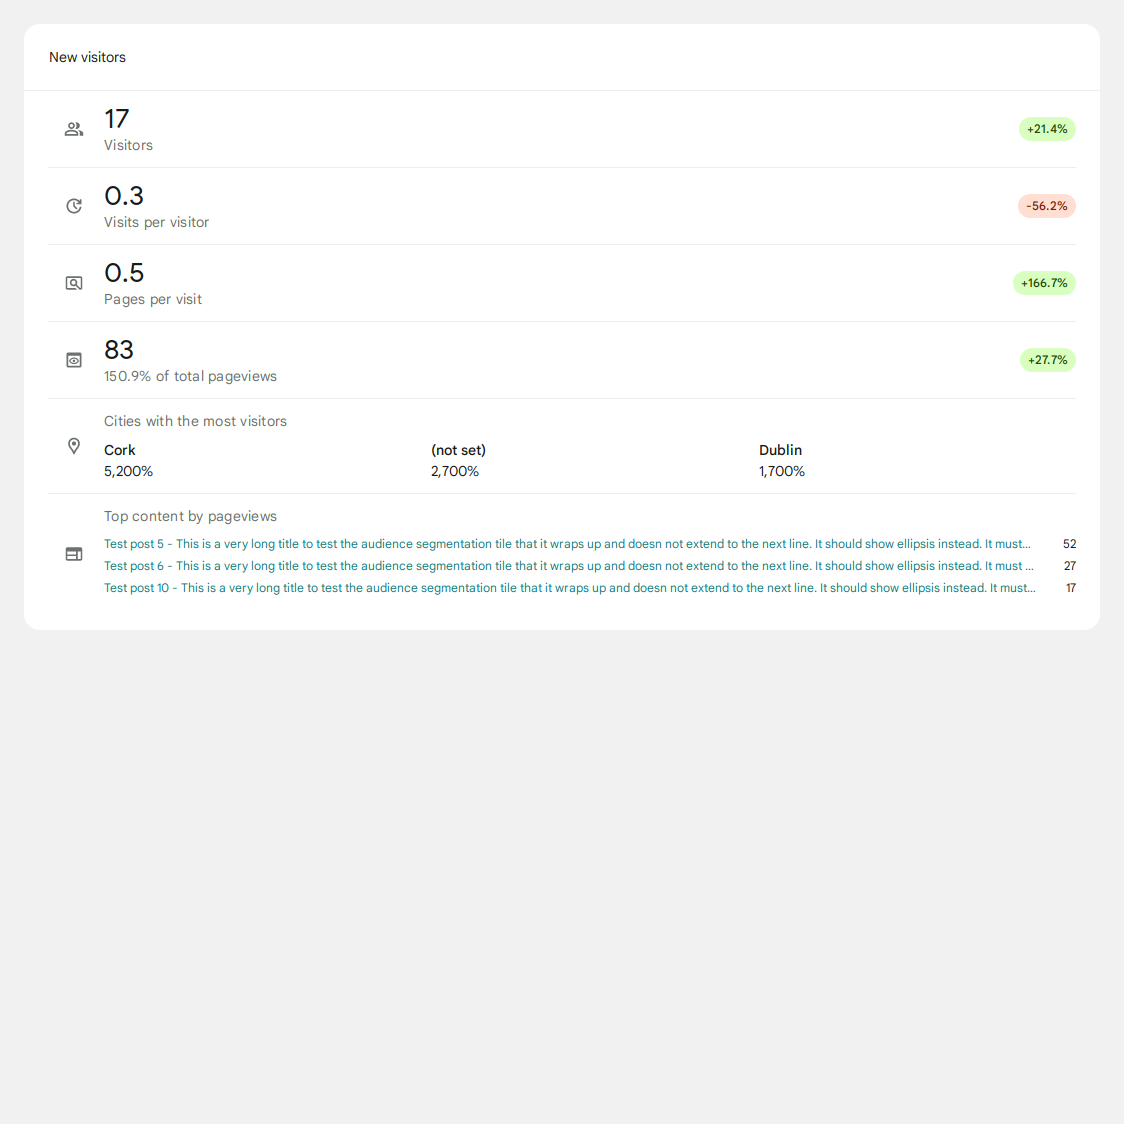 New visitors
17
Visitors
+21.4%
0.3
Visits per visitor
-56.2%
0.5
Pages per visit
+166.7%
83
150.9% of total pageviews
+27.7%
Cities with the most visitors
Cork (not set) Dublin
5,200% 2,700% 1,700%
Top content by pageviews
Test post 5 - This is a very long title to test the audience segmentation tile that it wraps up and doesn not extend to the next line. It should show ellipsis instead. It must... 52
Test post 6 - This is a very long title to test the audience segmentation tile that it wraps up and doesn not extend to the next line. It should show ellipsis instead. It must ... 27
Test post 10 - This is a very long title to test the audience segmentation tile that it wraps up and doesn not extend to the next line. It should show ellipsis instead. It must... 17